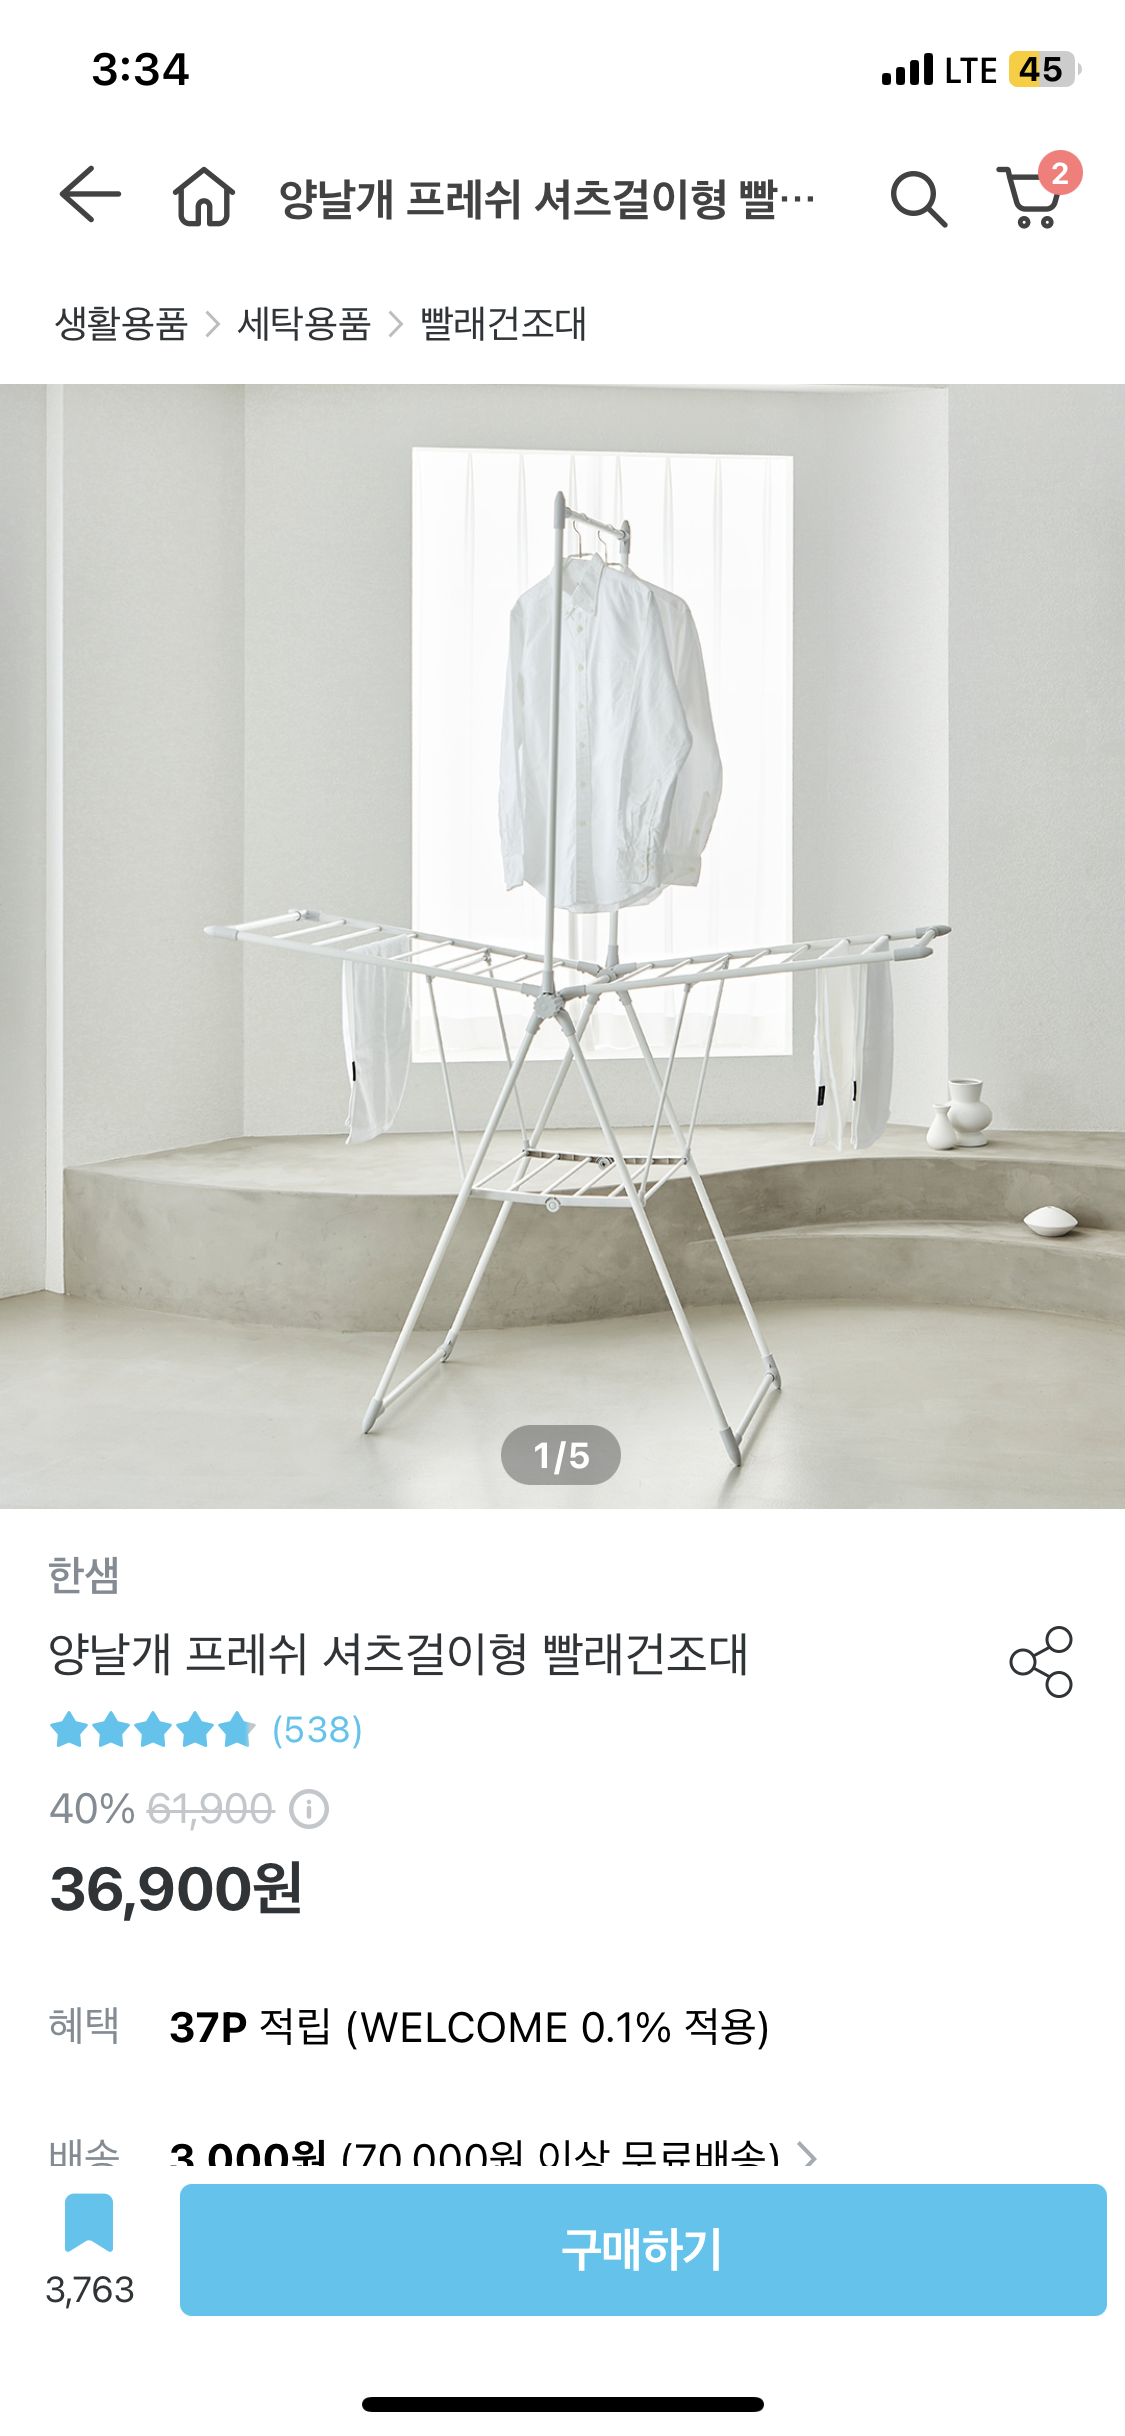 3:34
LTE 45
양날개 프레쉬 셔츠걸이형 빨…
2
생활용품 > 세탁용품 > 빨래건조대
1/5
한샘
양날개 프레쉬 셔츠걸이형 빨래건조대
(538)
40% 61,900
36,900원
혜택 37P 적립 (WELCOME 0.1% 적용)
배송 3,000원 (70,000원 이상 무료배송) >
구매하기
3,763